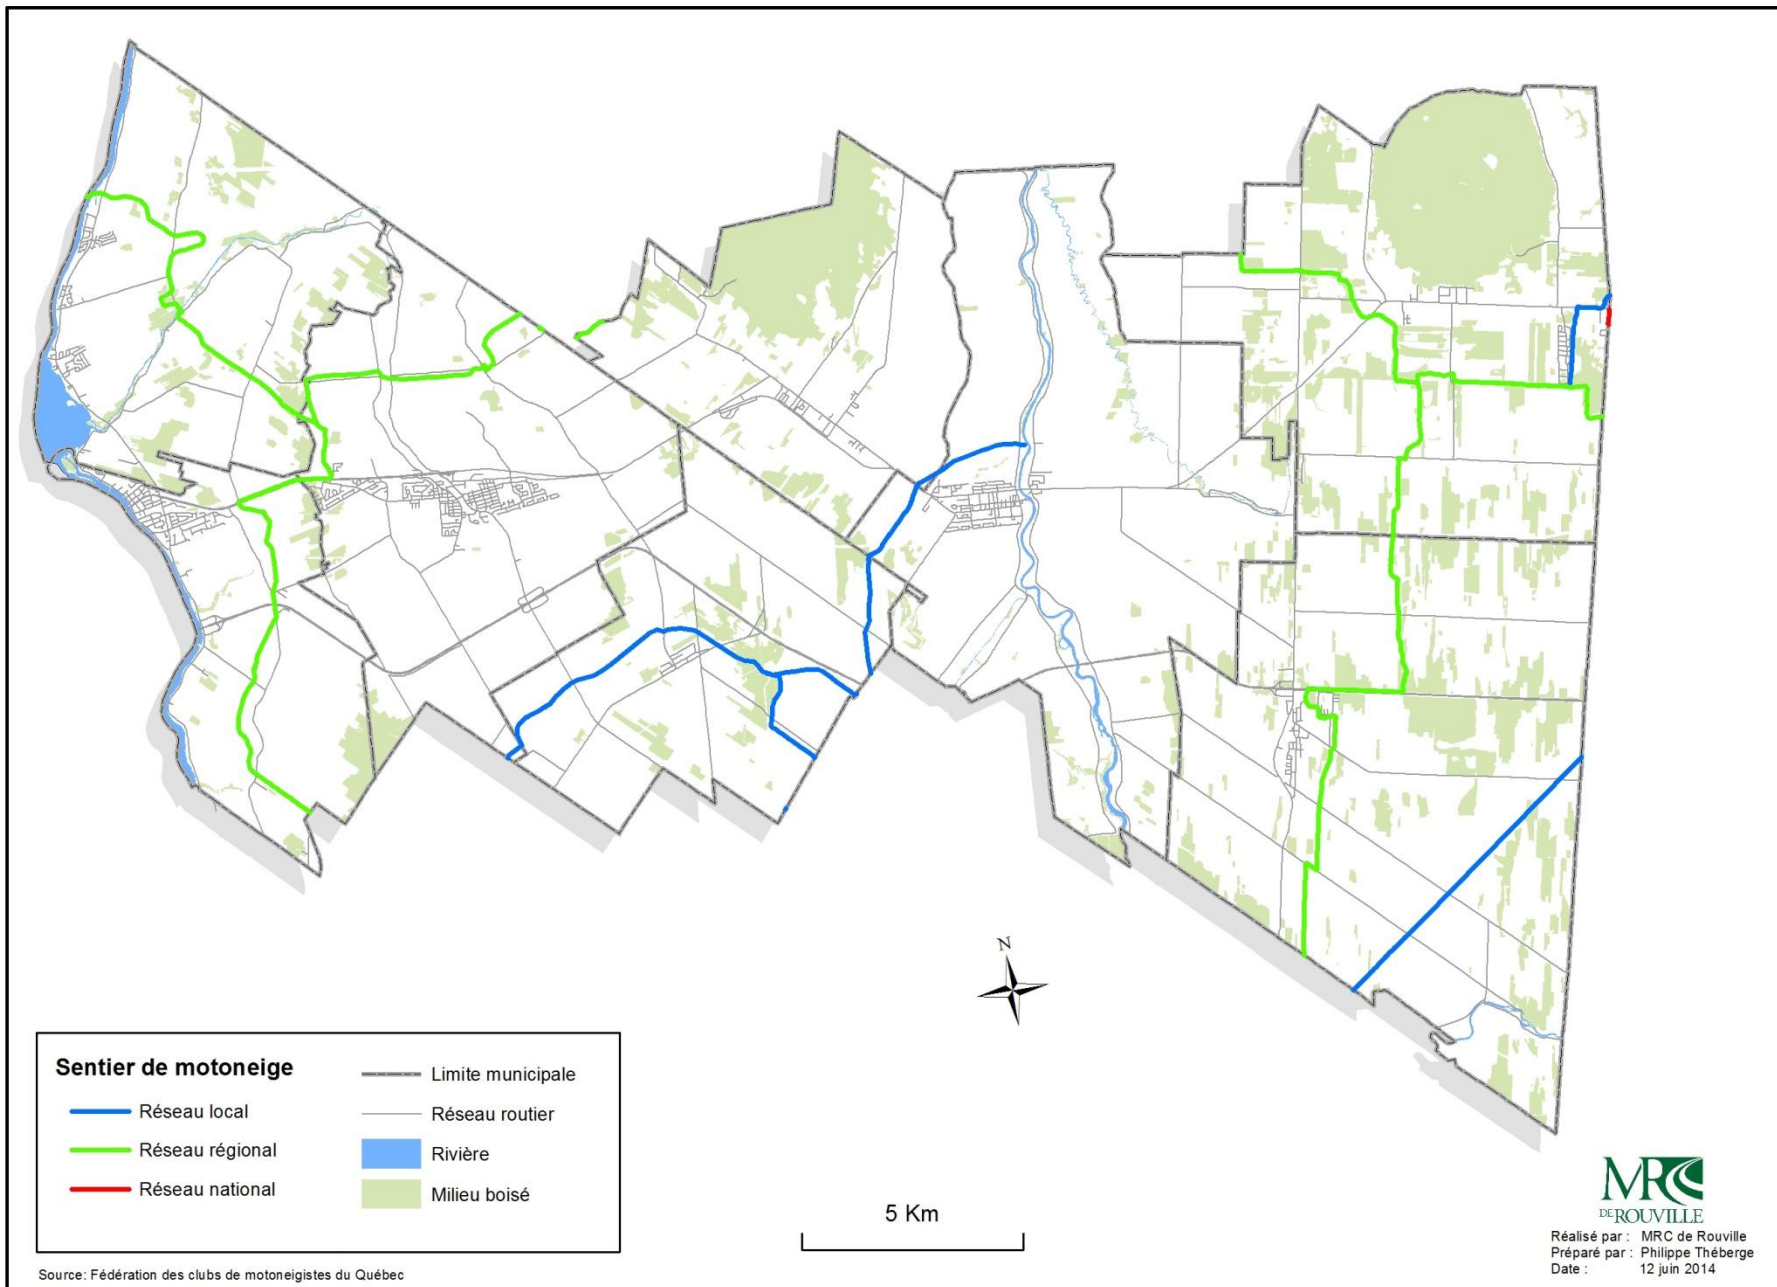 N
Sentier de motoneige
Réseau local
Réseau régional
Réseau national
Limite municipale
Réseau routier
Rivière
Milieu boisé
5 Km
Source: Fédération des clubs de motoneigistes du Québec
MRC
DE ROUVILLE
Réalisé par : MRC de Rouville
Préparé par : Philippe Théberge
Date : 12 juin 2014